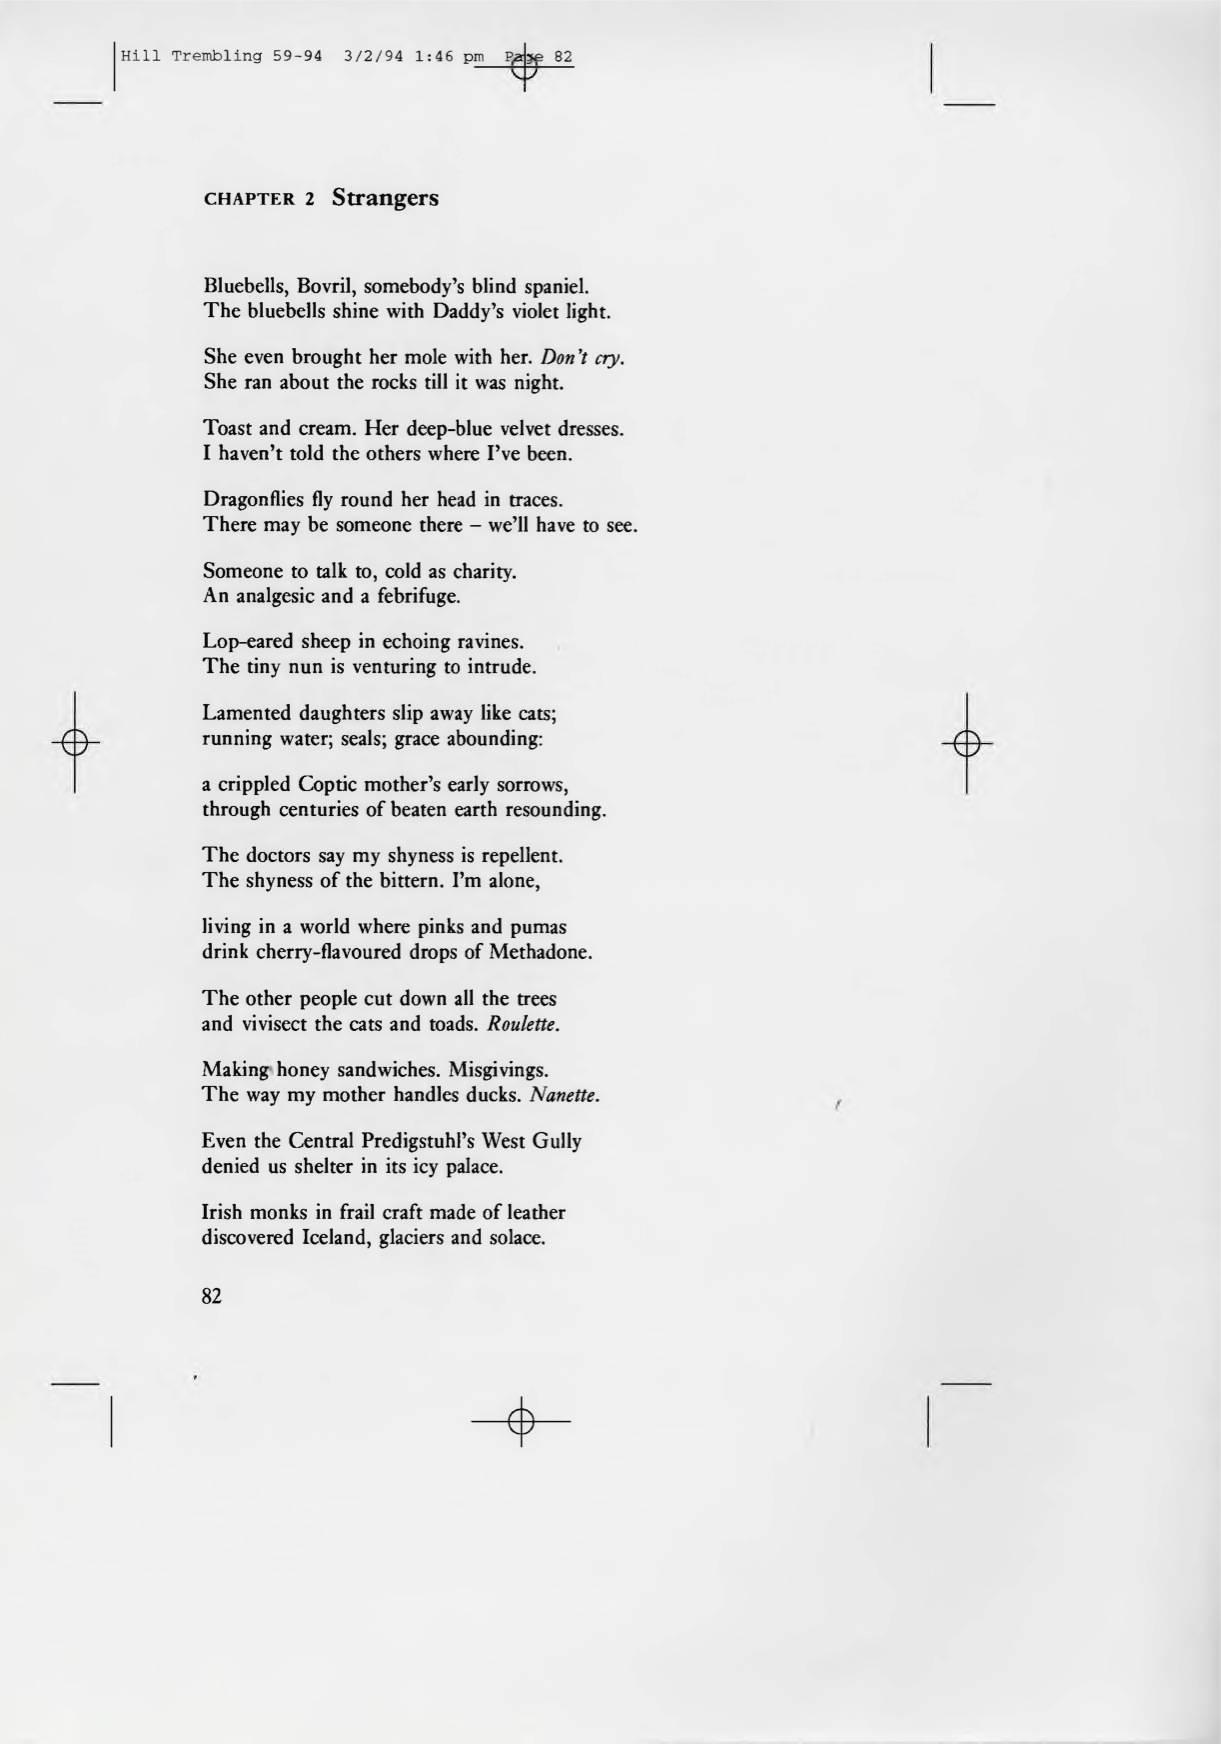 Hill Trembling 59-94 3/2/94 1:46 pm Page 82
CHAPTER 2 Strangers
Bluebells, Bovril, somebody's blind spaniel.
The bluebells shine with Daddy's violet light.
She even brought her mole with her. Don't cry.
She ran about the rocks till it was night.
Toast and cream. Her deep-blue velvet dresses.
I haven't told the others where I've been.
Dragonflies fly round her head in traces.
There may be someone there – we'll have to see.
Someone to talk to, cold as charity.
An analgesic and a febrifuge.
Lop-eared sheep in echoing ravines.
The tiny nun is venturing to intrude.
Lamented daughters slip away like cats;
running water; seals; grace abounding:
a crippled Coptic mother's early sorrows,
through centuries of beaten earth resounding.
The doctors say my shyness is repellent.
The shyness of the bittern. I'm alone,
living in a world where pinks and pumas
drink cherry-flavoured drops of Methadone.
The other people cut down all the trees
and vivisect the cats and toads. Roulette.
Making honey sandwiches. Misgivings.
The way my mother handles ducks. Nanette.
Even the Central Predigstuhl's West Gully
denied us shelter in its icy palace.
Irish monks in frail craft made of leather
discovered Iceland, glaciers and solace.
82